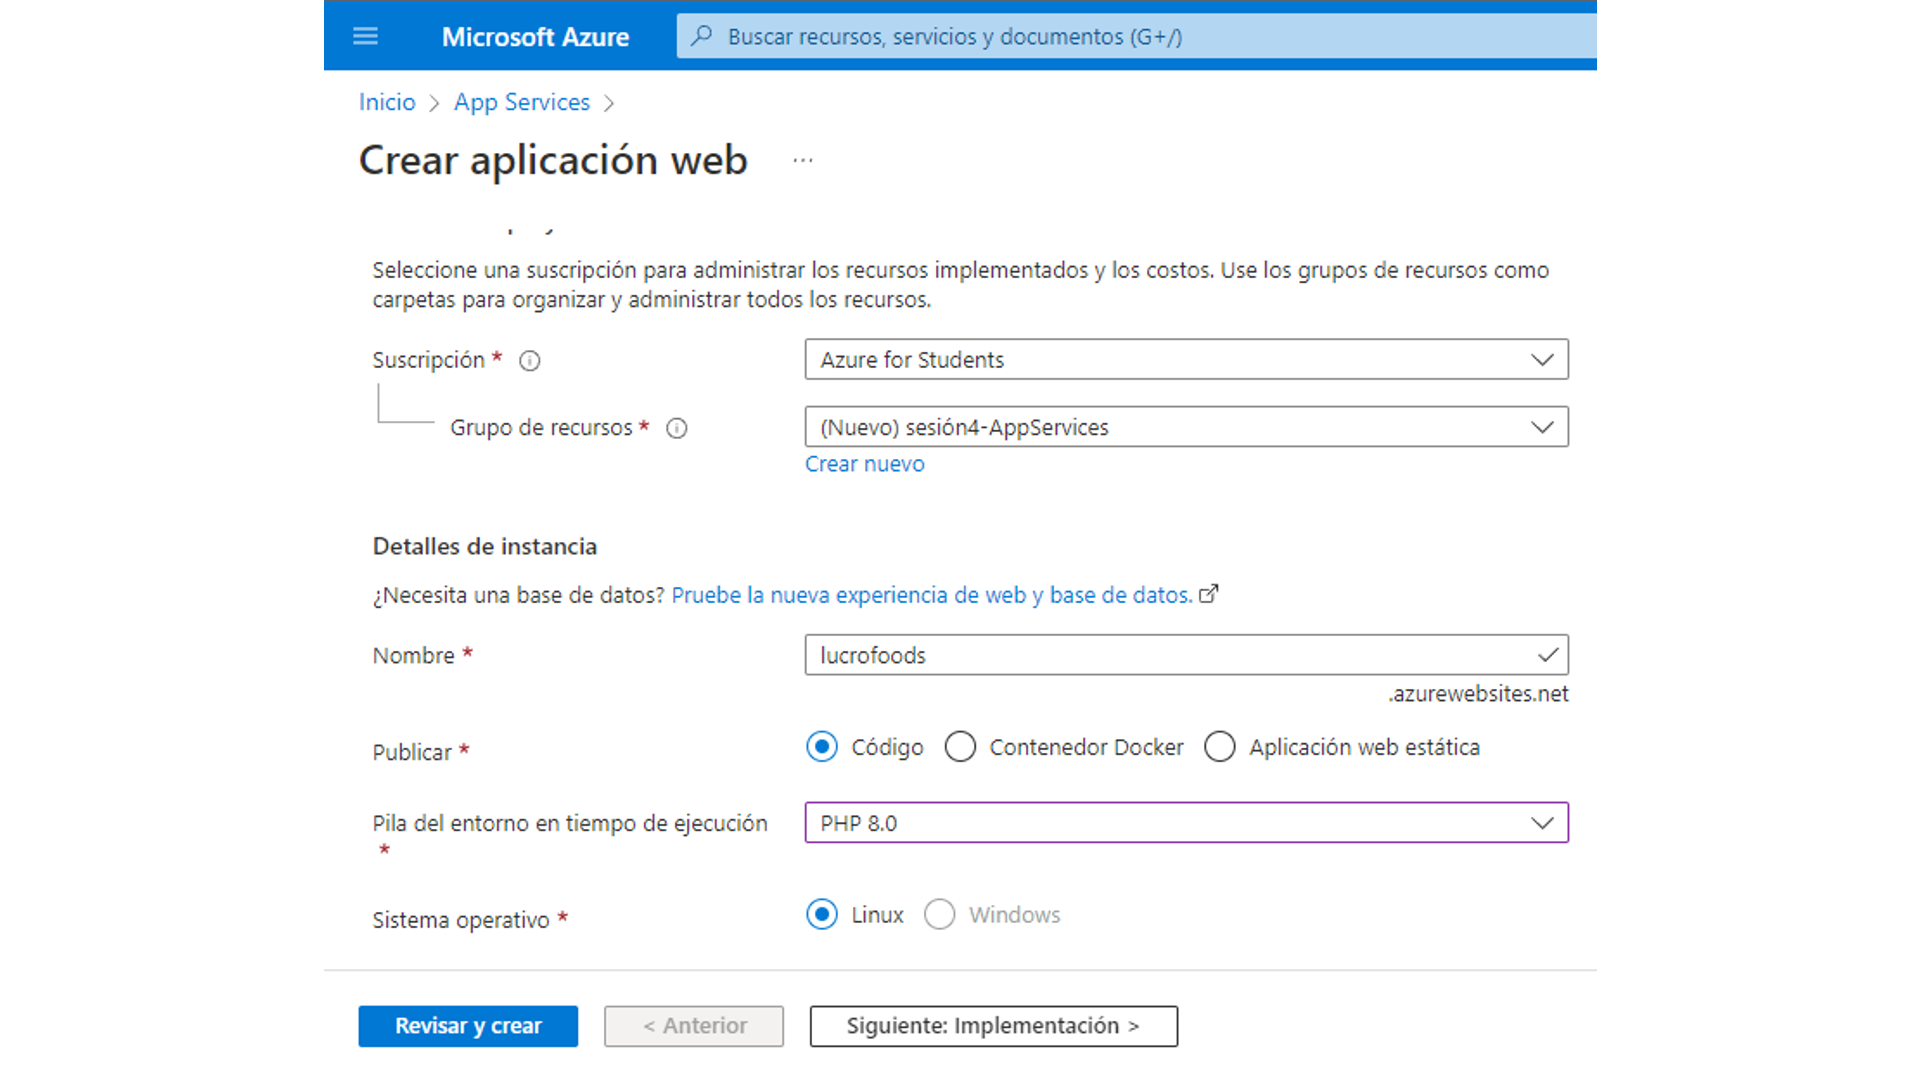 Microsoft Azure
Buscar recursos, servicios y documentos (G+/)
Inicio > App Services >
Crear aplicación web ...
Seleccione una suscripción para administrar los recursos implementados y los costos. Use los grupos de recursos como
carpetas para organizar y administrar todos los recursos.
Suscripción *
Azure for Students
Grupo de recursos *
(Nuevo) sesión4-AppServices
Crear nuevo
Detalles de instancia
¿Necesita una base de datos? Pruebe la nueva experiencia de web y base de datos.
Nombre *
lucrofoods
.azurewebsites.net
Publicar *
Código
Contenedor Docker
Aplicación web estática
Pila del entorno en tiempo de ejecución
*
PHP 8.0
Sistema operativo *
Linux
Windows
Revisar y crear
< Anterior
Siguiente: Implementación >